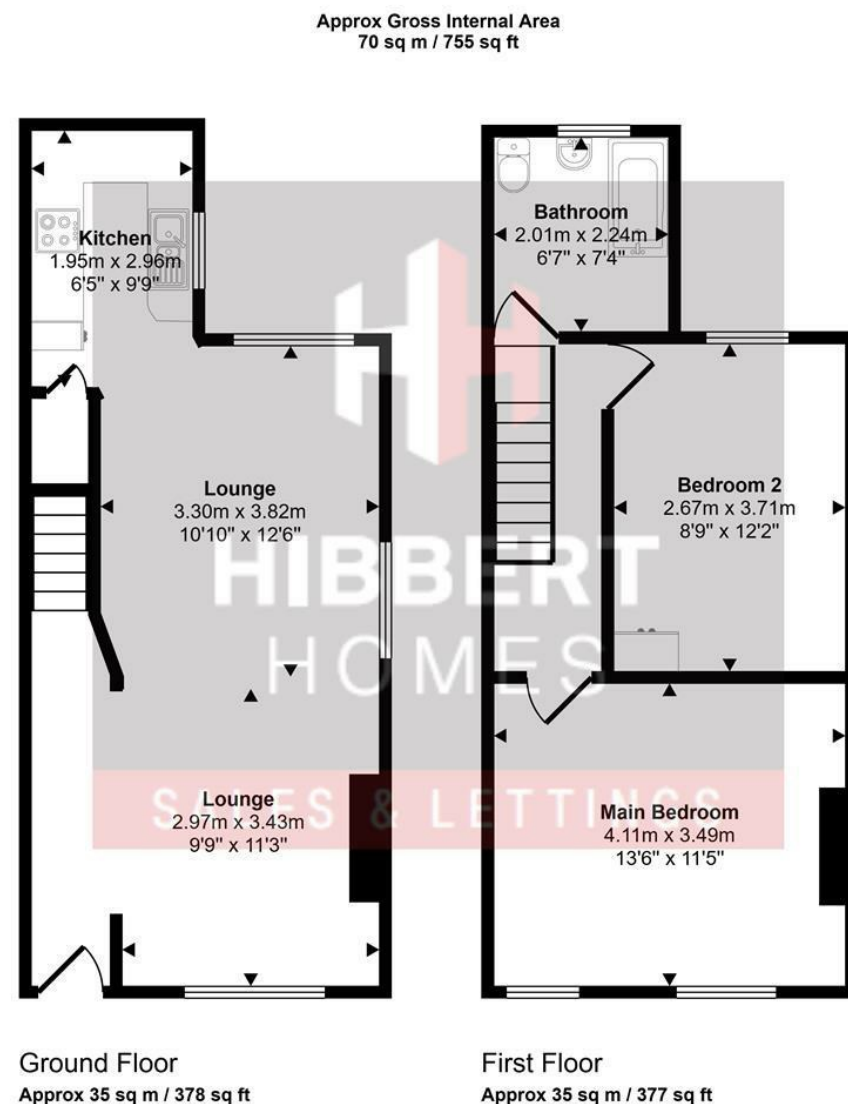 Approx Gross Internal Area
70 sq m / 755 sq ft
Kitchen
1.95m x 2.96m
6'5" x 9'9"
Bathroom
2.01m x 2.24m
6'7" x 7'4"
Lounge
3.30m x 3.82m
10'10" x 12'6"
Bedroom 2
2.67m x 3.71m
8'9" x 12'2"
HIBBERT
HOMES
SALES & LETTINGS
Lounge
2.97m x 3.43m
9'9" x 11'3"
Main Bedroom
4.11m x 3.49m
13'6" x 11'5"
Ground Floor
Approx 35 sq m / 378 sq ft
First Floor
Approx 35 sq m / 377 sq ft